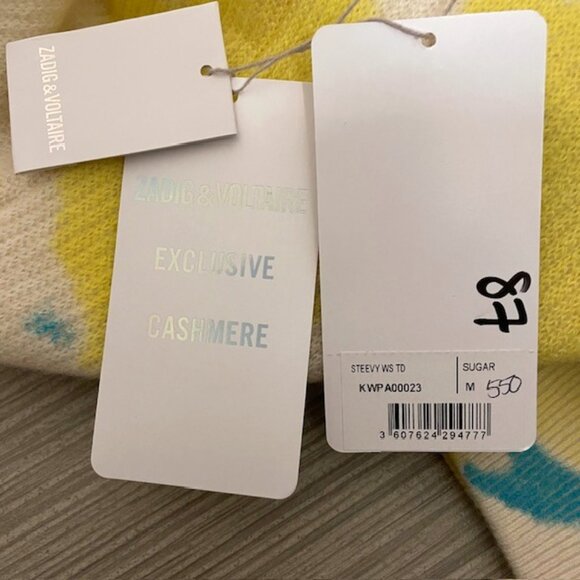 ZADIG&VOLTAIRE
ZADIG&VOLTAIRE
EXCLUSIVE
CASHMERE
87
STEEVY WS TD
KWPA00023
SUGAR
M 550
3 607624 294777